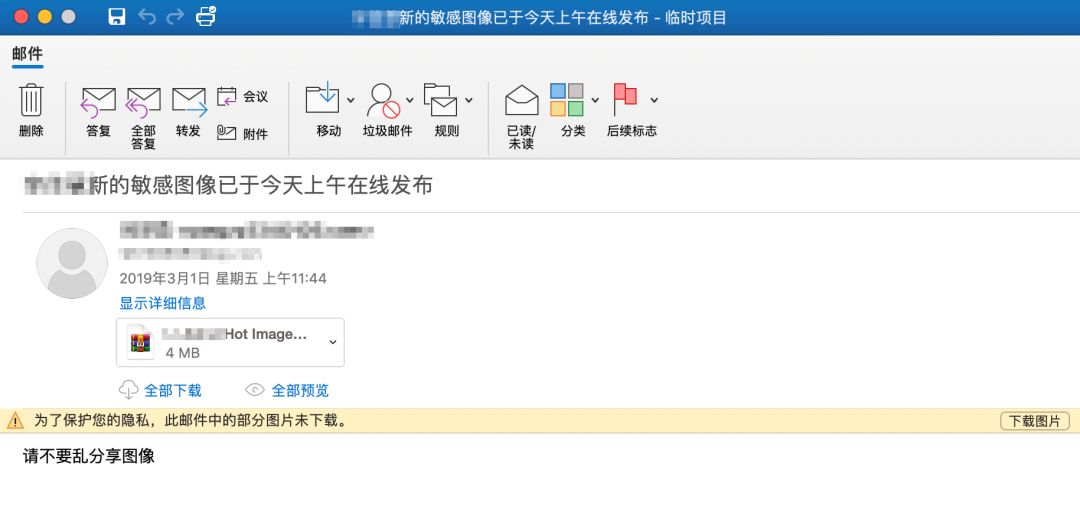 新的敏感图像已于今天上午在线发布 - 临时项目
邮件
删除
答复
全部
答复
转发
会议
附件
移动
垃圾邮件
规则
已读/
未读
分类
后续标志
新的敏感图像已于今天上午在线发布
2019年3月1日 星期五 上午11:44
显示详细信息
Hot Image...
4 MB
全部下载
全部预览
为了保护您的隐私，此邮件中的部分图片未下载。
下载图片
请不要乱分享图像